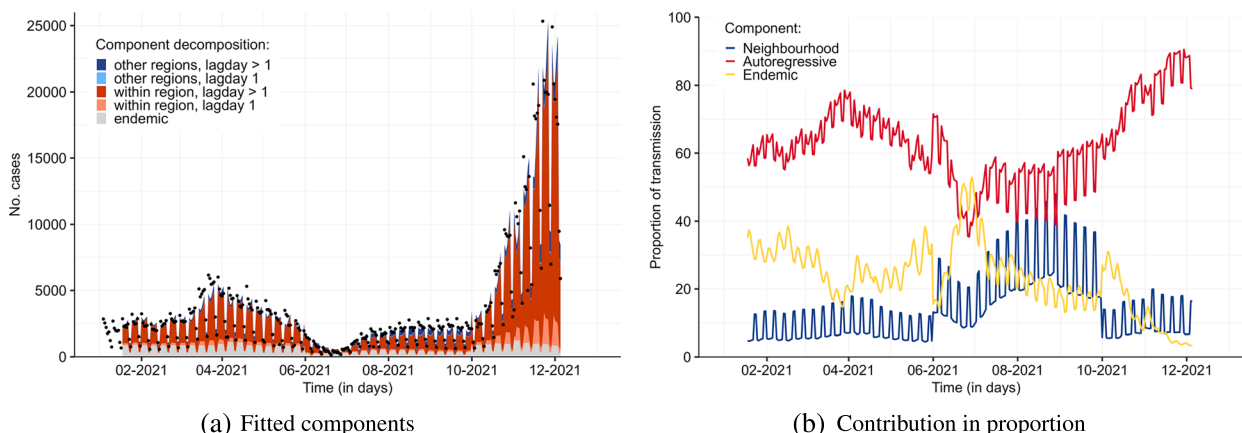 25000
20000
15000
10000
5000
0
No. cases
Component decomposition:
other regions, lagday > 1
other regions, lagday 1
within region, lagday > 1
within region, lagday 1
endemic
02-2021
04-2021
06-2021
08-2021
10-2021
12-2021
Time (in days)
(a) Fitted components
100
80
60
40
20
0
Proportion of transmission
Component:
Neighbourhood
Autoregressive
Endemic
02-2021
04-2021
06-2021
08-2021
10-2021
12-2021
Time (in days)
(b) Contribution in proportion